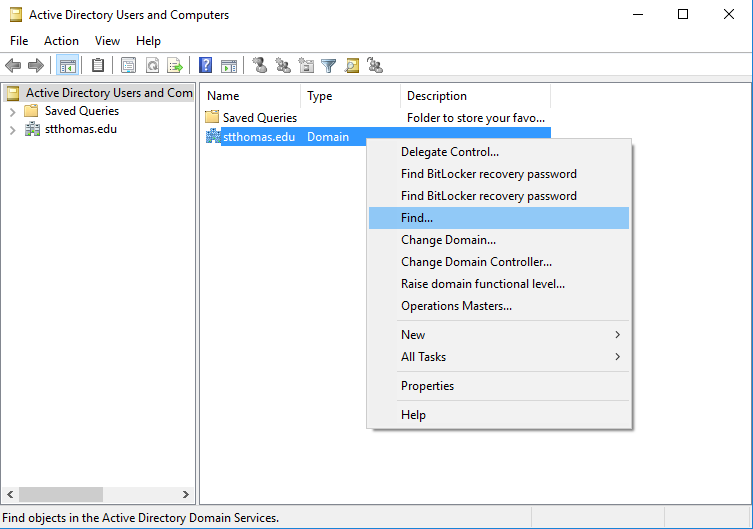 Active Directory Users and Computers
File Action View Help
Active Directory Users and Com
Saved Queries
stthomas.edu
Name Type Description
Saved Queries Folder to store your favo...
stthomas.edu Domain
Delegate Control...
Find BitLocker recovery password
Find BitLocker recovery password
Find...
Change Domain...
Change Domain Controller...
Raise domain functional level...
Operations Masters...
New
All Tasks
Properties
Help
Find objects in the Active Directory Domain Services.